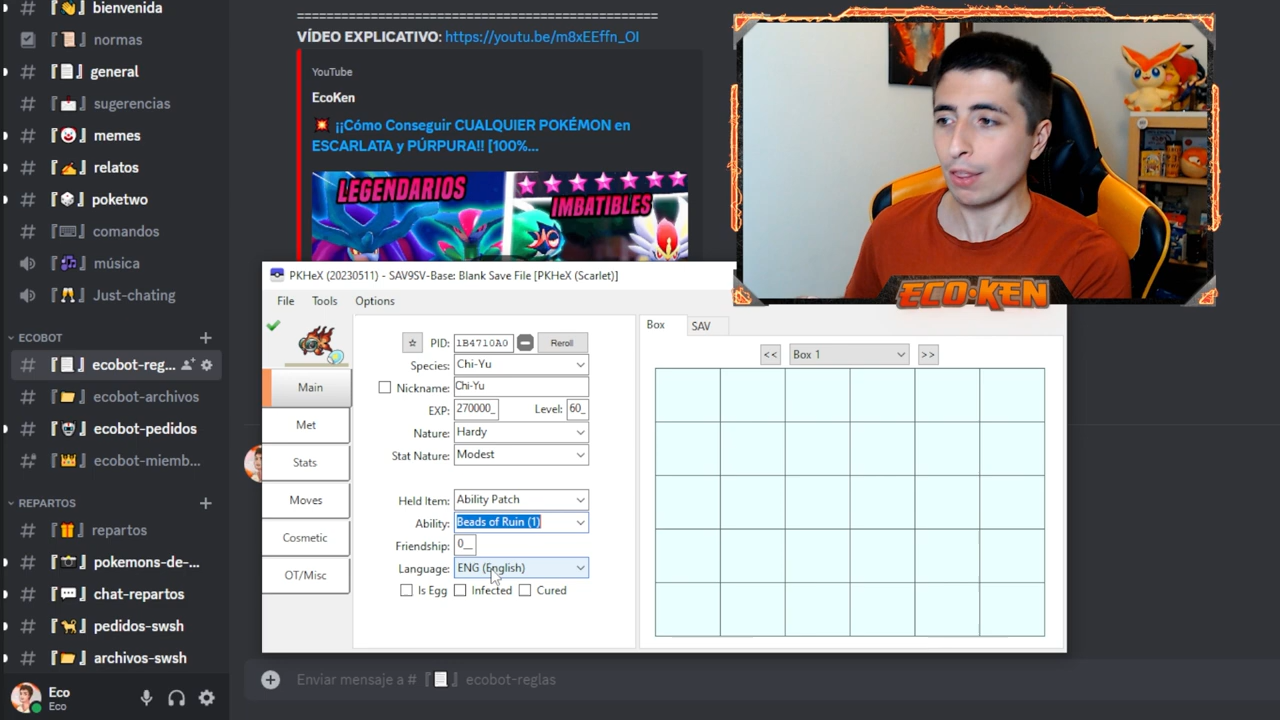 bienvenida
normas
general
sugerencias
memes
relatos
poketwo
comandos
música
Just-chating
ECOBOT
ecobot-reg...
ecobot-archivos
ecobot-pedidos
ecobot-miemb...
REPARTOS
repartos
pokemons-de-...
chat-repartos
pedidos-swsh
archivos-swsh
Eco
Eco
==========================================
VÍDEO EXPLICATIVO: https://youtu.be/m8xEEffn_OI
YouTube
EcoKen
💥 ¡¡Cómo Conseguir CUALQUIER POKÉMON en
ESCARLATA y PÚRPURA!! [100%...
LEGENDARIOS
IMBATIBLES
ECO·KEN
PKHeX (20230511) - SAV9SV-Base: Blank Save File [PKHeX (Scarlet)]
File Tools Options
Main
Met
Stats
Moves
Cosmetic
OT/Misc
PID: 1B4710A0 Reroll
Species: Chi-Yu
Nickname: Chi-Yu
EXP: 270000_ Level: 60_
Nature: Hardy
Stat Nature: Modest
Held Item: Ability Patch
Ability: Beads of Ruin (1)
Friendship: 0__
Language: ENG (English)
Is Egg Infected Cured
Box SAV
<< Box 1 >>
Enviar mensaje a # 『📃』 ecobot-reglas